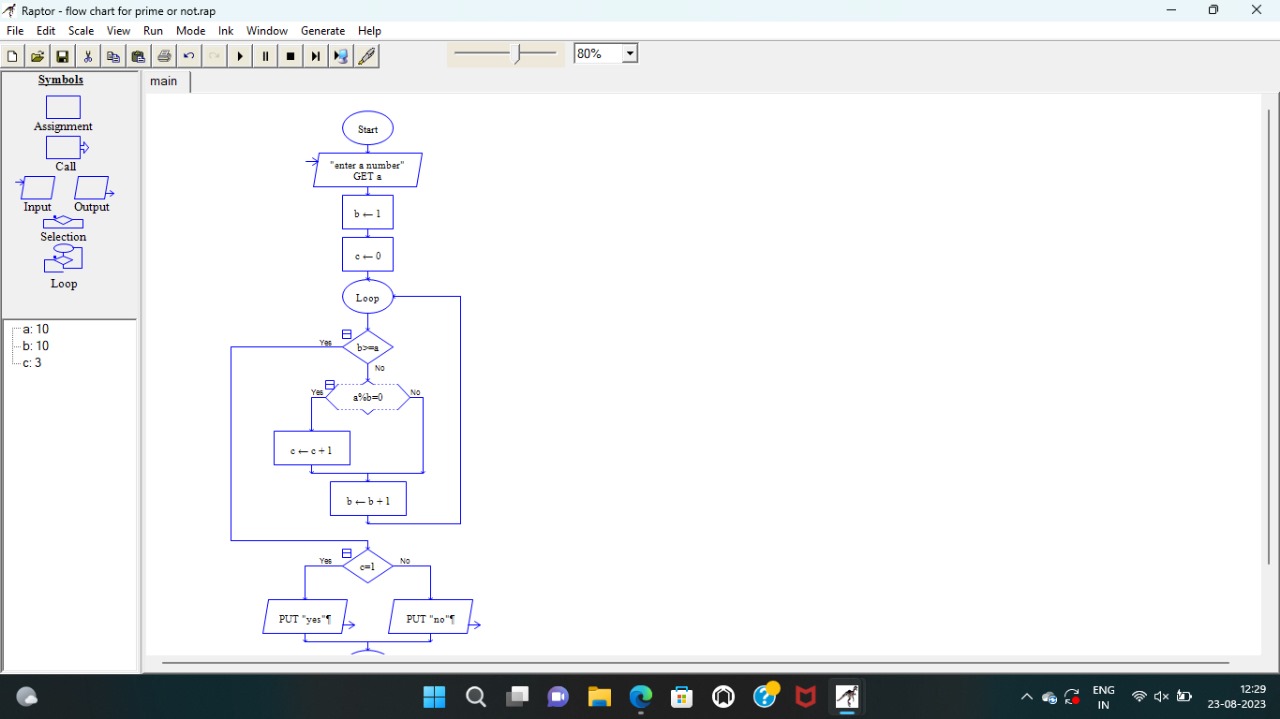 Raptor - flow chart for prime or not.rap
File Edit Scale View Run Mode Ink Window Generate Help
80%
Symbols
main
Assignment
Call
Input Output
Selection
Loop
a: 10
b: 10
c: 3
Start
"enter a number"
GET a
b ← 1
c ← 0
Loop
Yes
b>=a
No
Yes
a%b=0
No
c ← c + 1
b ← b + 1
Yes
c=1
No
PUT "yes"¶
PUT "no"¶
ENG
IN
12:29
23-08-2023